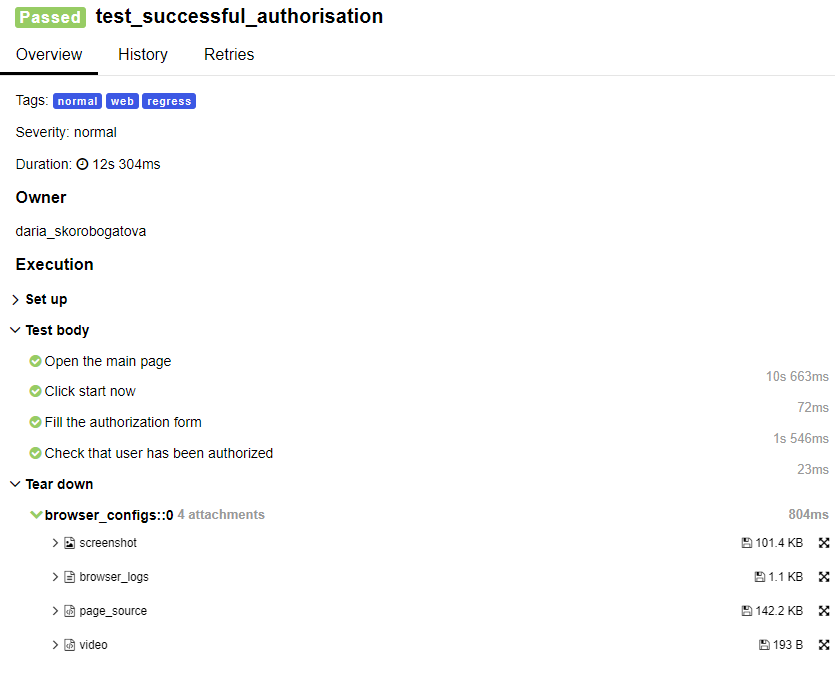 Passed test_successful_authorisation
Overview History Retries
Tags: normal web regress
Severity: normal
Duration: 12s 304ms
Owner
daria_skorobogatova
Execution
Set up
Test body
Open the main page
10s 663ms
Click start now
72ms
Fill the authorization form
1s 546ms
Check that user has been authorized
23ms
Tear down
browser_configs::0 4 attachments 804ms
screenshot 101.4 KB
browser_logs 1.1 KB
page_source 142.2 KB
video 193 B